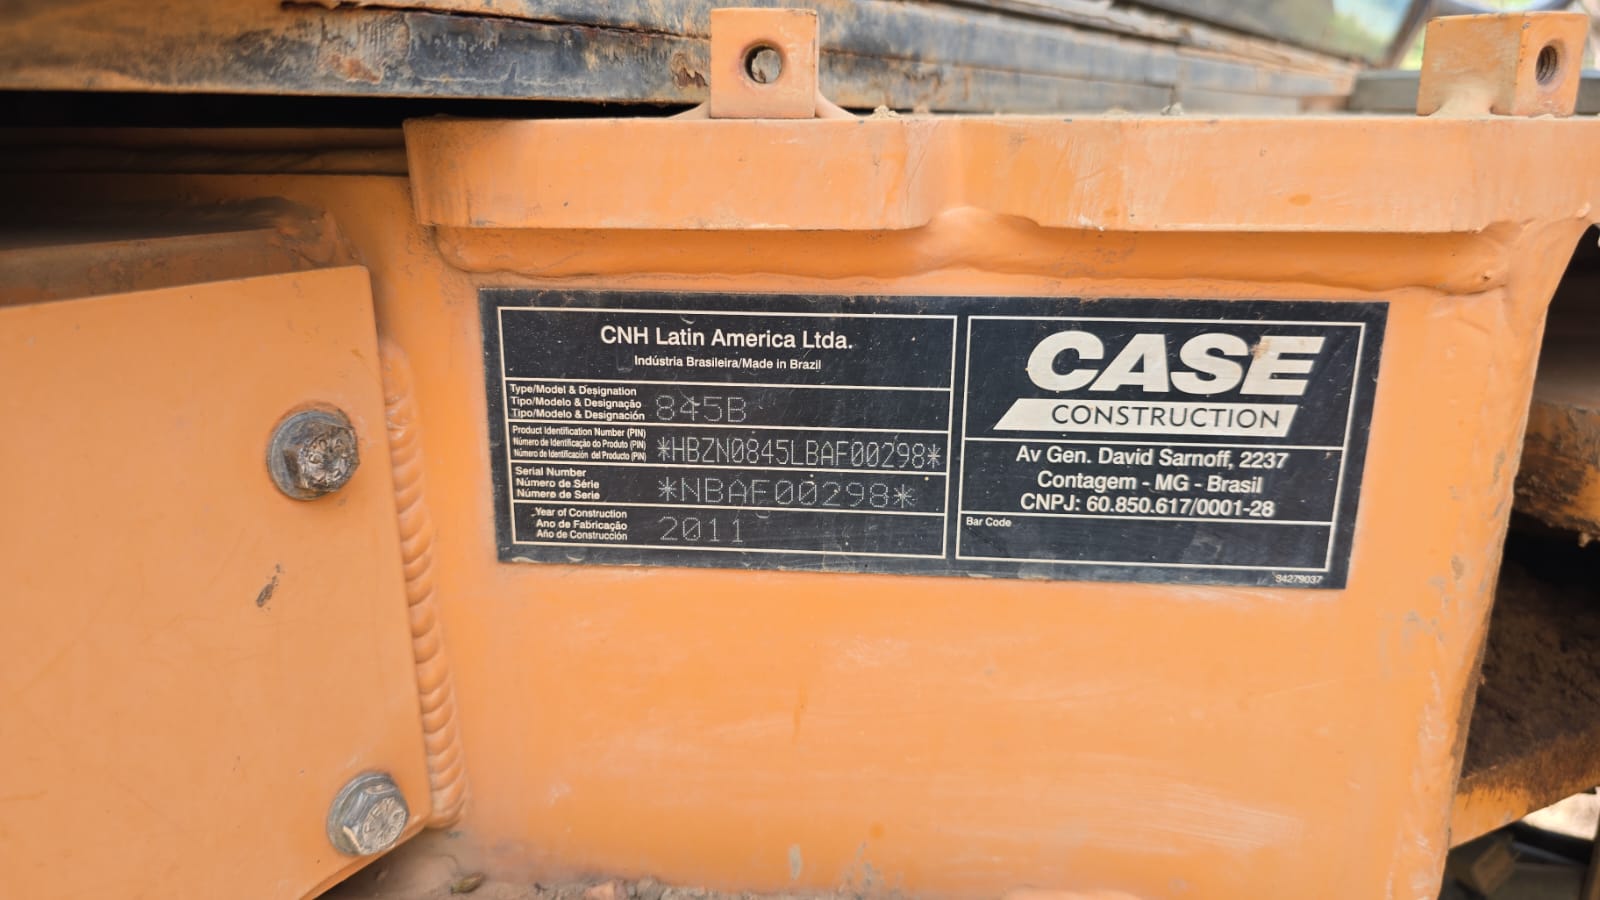 CNH Latin America Ltda.
Indústria Brasileira/Made in Brazil
Type/Model & Designation
Tipo/Modelo & Designação
Tipo/Modelo & Designación
845B
Product Identification Number (PIN)
Número de Identificação do Produto (PIN)
Número de Identificación del Producto (PIN)
*HBZN0845LBAF00298*
Serial Number
Número de Série
Número de Serie
*NBAF00298*
Year of Construction
Ano de Fabricação
Año de Construcción
2011
CASE
CONSTRUCTION
Av Gen. David Sarnoff, 2237
Contagem - MG - Brasil
CNPJ: 60.850.617/0001-28
Bar Code
84279037